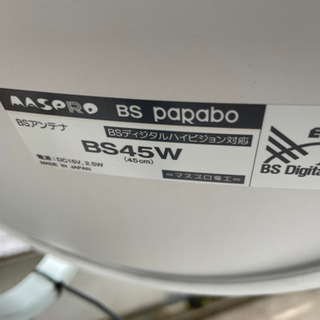 MASPRO BS parabo
BSアンテナ
BSディジタルハイビジョン対応
BS45W
(45cm)
電源：DC15V, 2.5W
MADE IN JAPAN
=マスプロ電工=
BS Digital